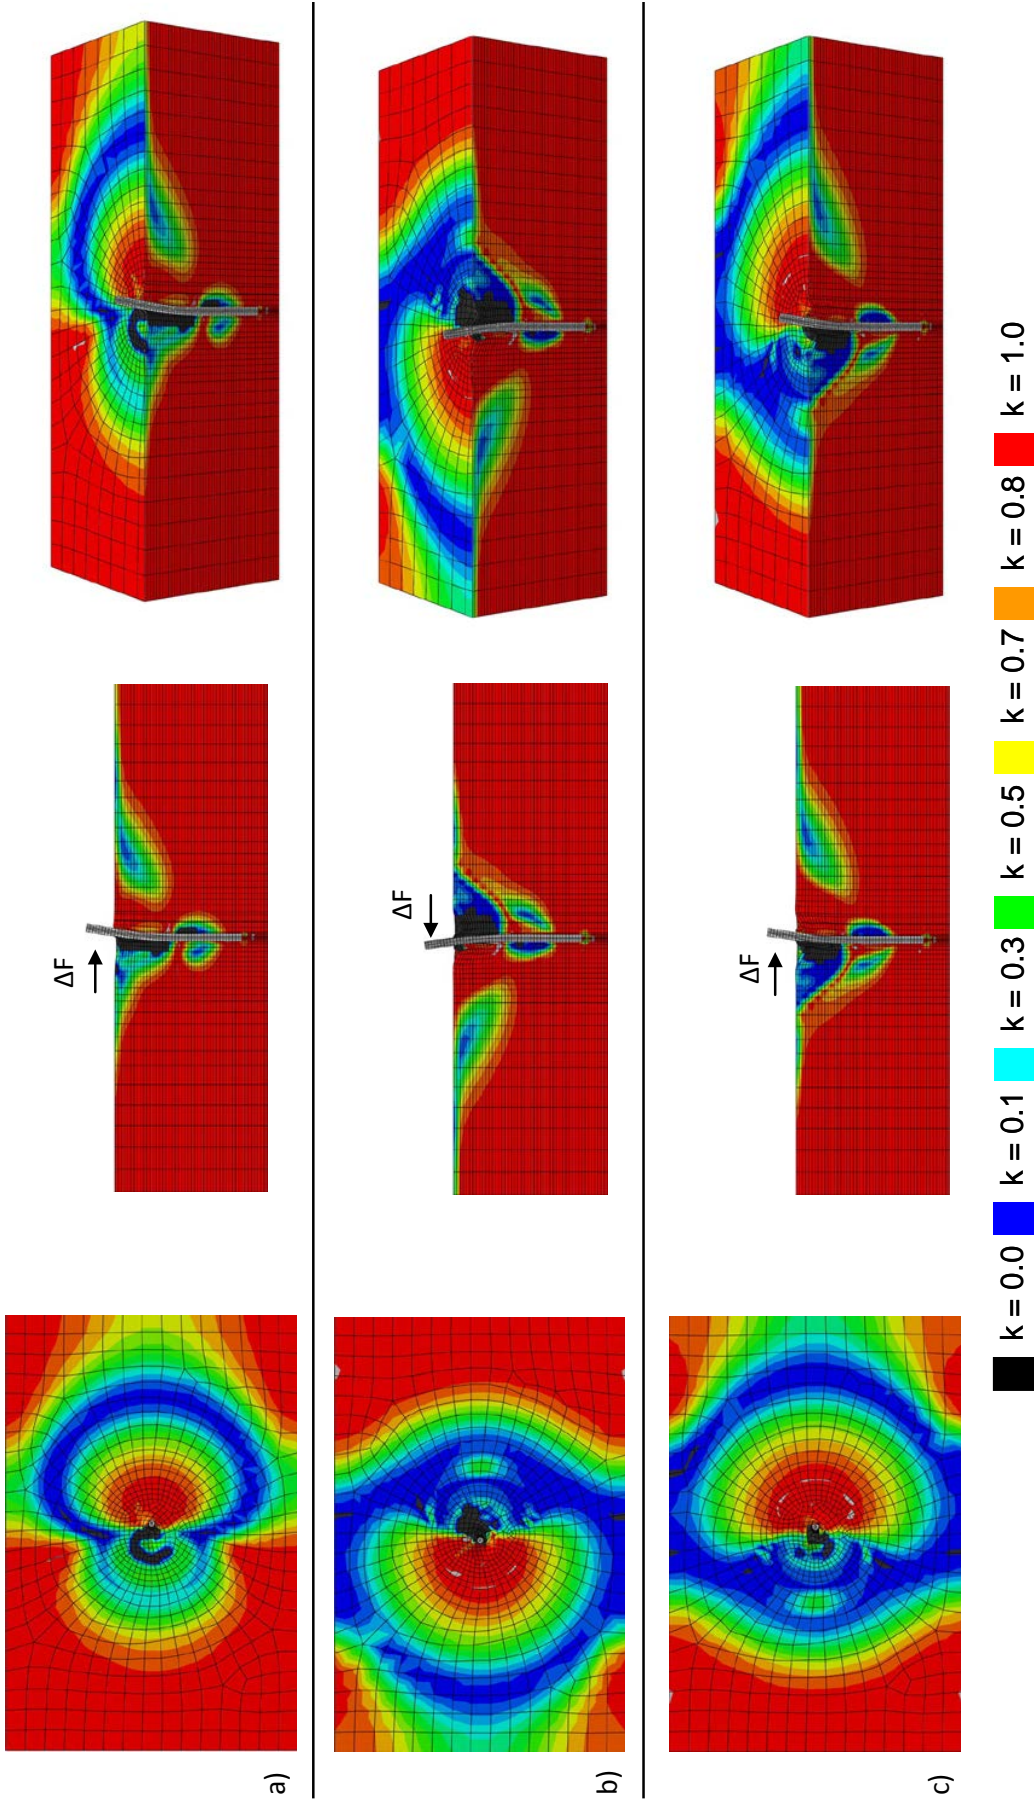 ΔF
a)
ΔF
b)
ΔF
c)
k = 0.0 k = 0.1 k = 0.3 k = 0.5 k = 0.7 k = 0.8 k = 1.0